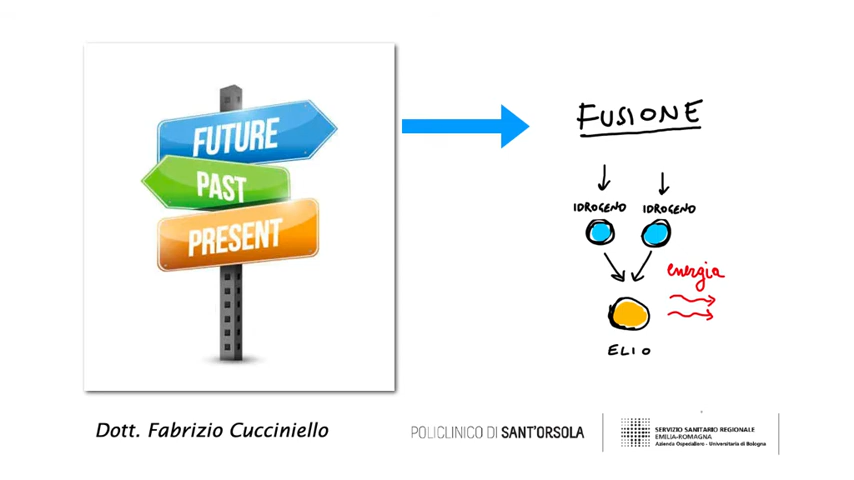 FUTURE
PAST
PRESENT
FUSIONE
IDROGENO IDROGENO
energia
ELIO
Dott. Fabrizio Cucciniello
POLICLINICO DI SANT'ORSOLA
SERVIZIO SANITARIO REGIONALE
EMILIA-ROMAGNA
Azienda Ospedaliero - Universitaria di Bologna